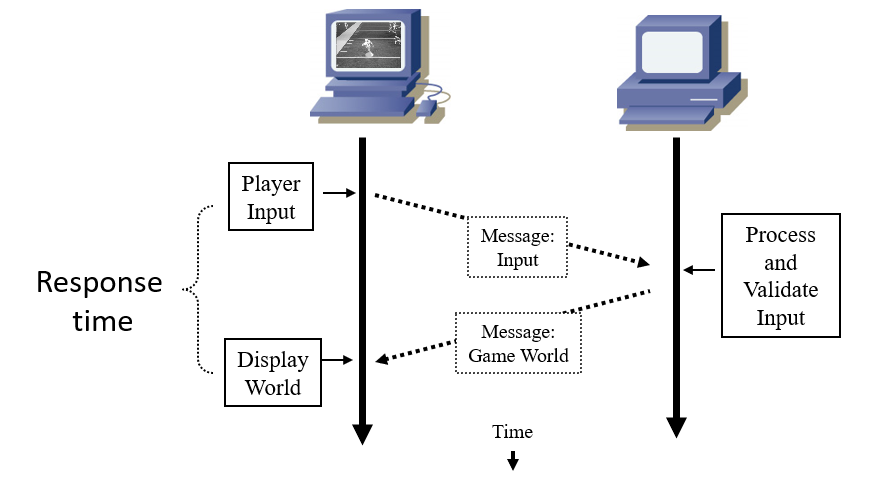 Player
Input
Message:
Input
Process
and
Validate
Input
Response
time
Message:
Game World
Display
World
Time